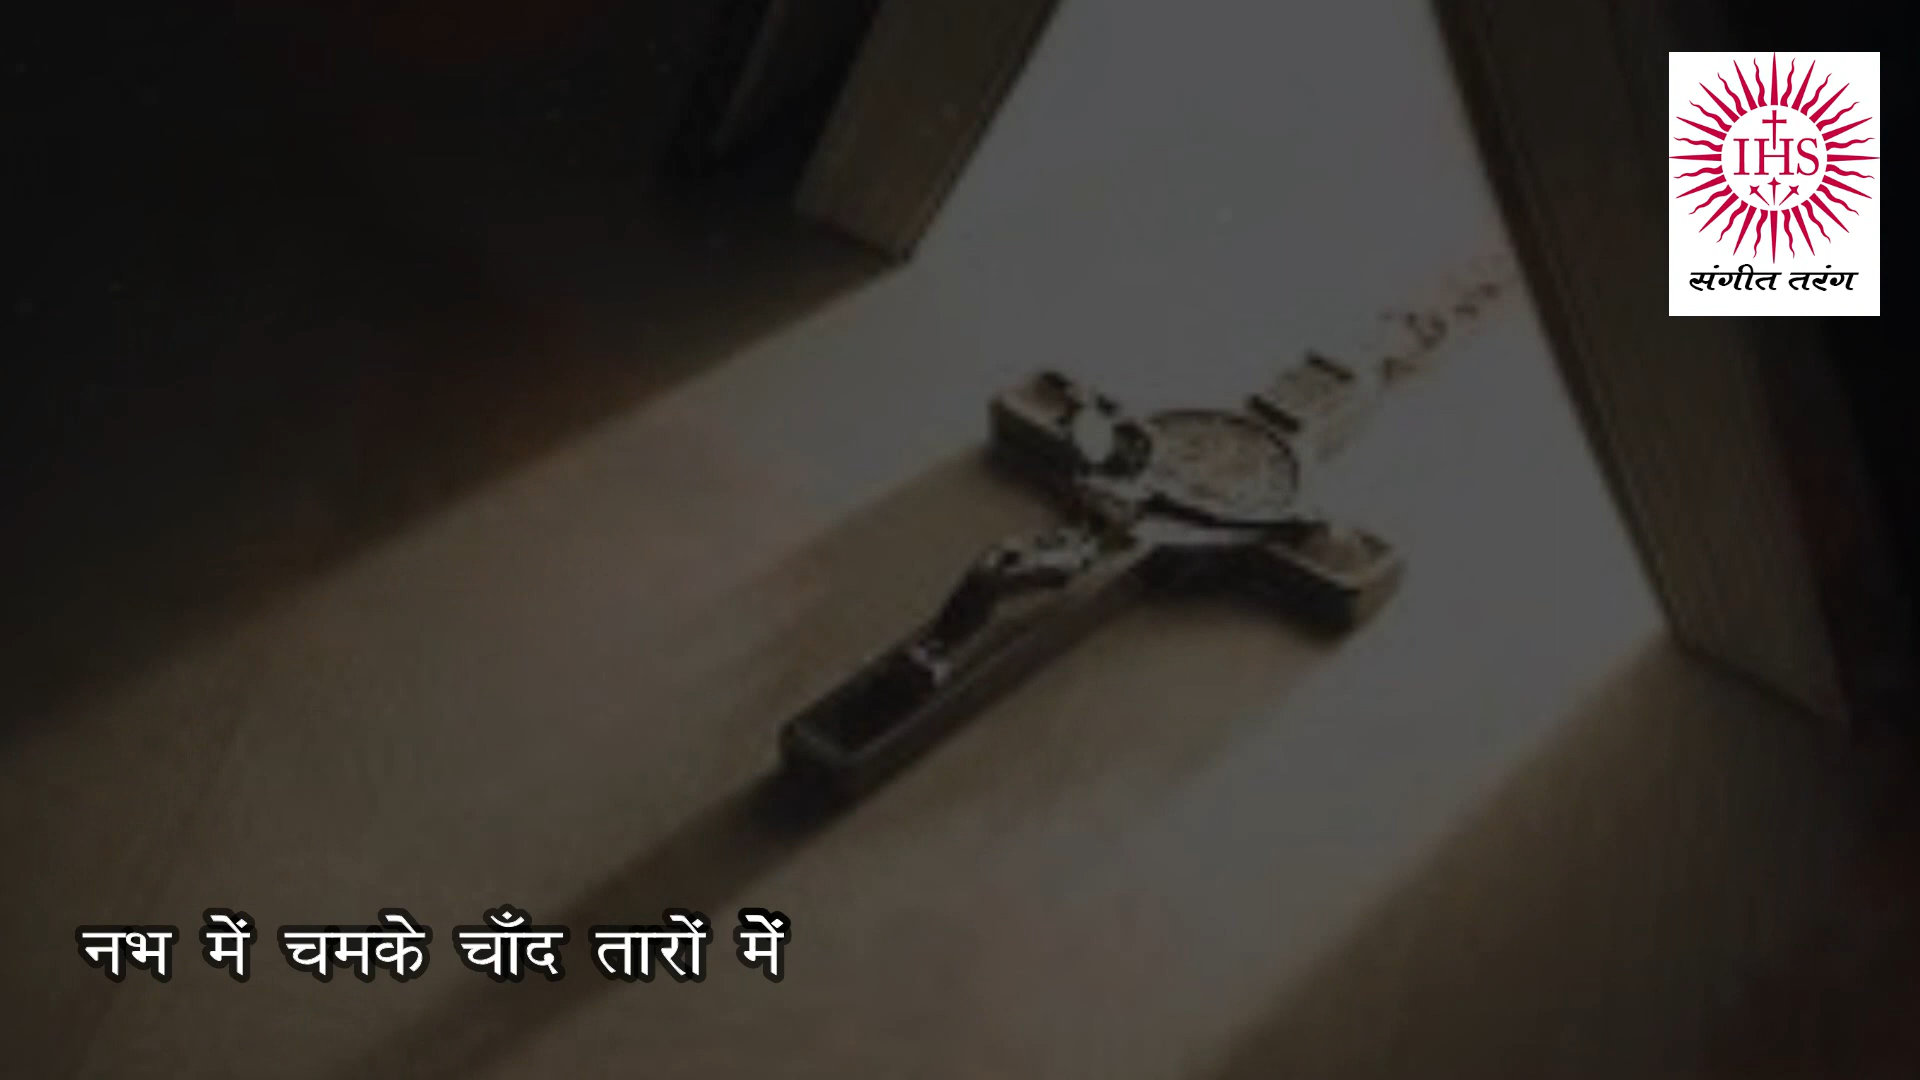 IHS
संगीत तरंग
नभ में चमके चाँद तारों में